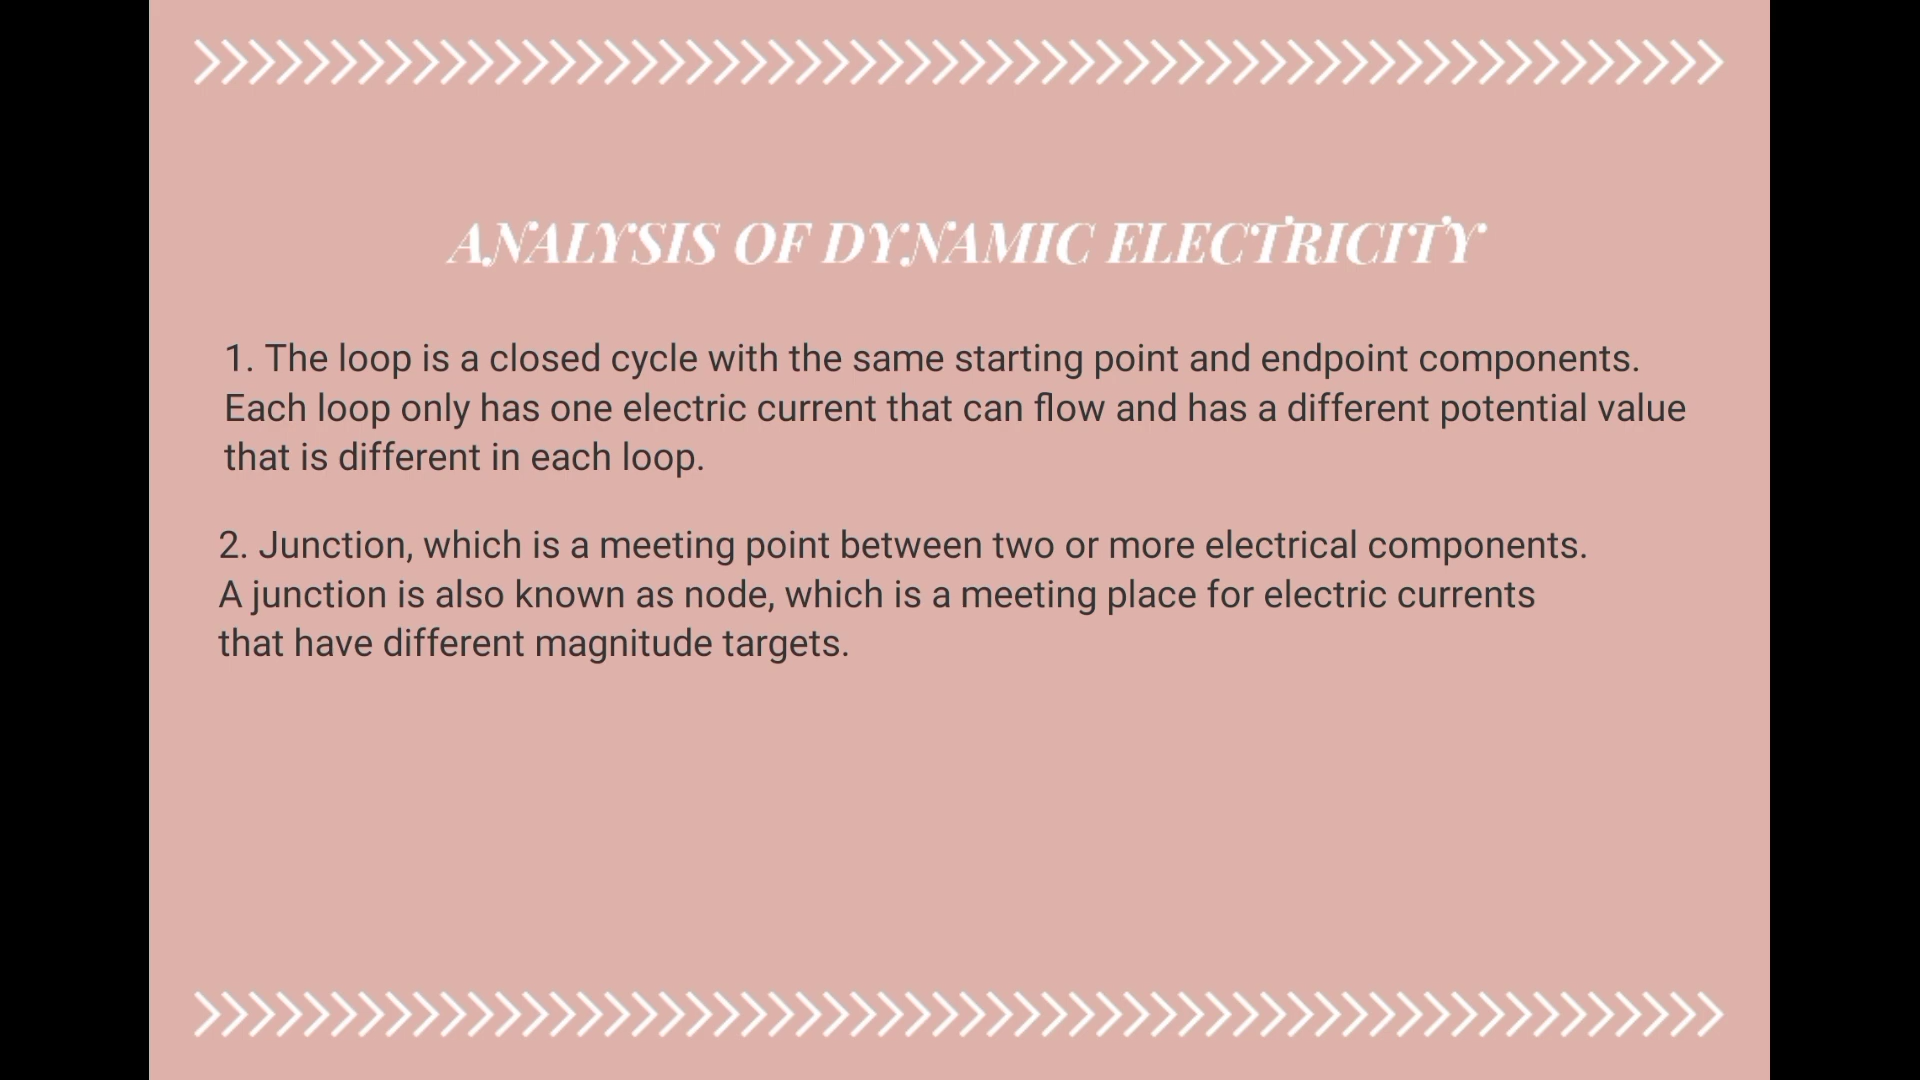 ANALYSIS OF DYNAMIC ELECTRICITY
1. The loop is a closed cycle with the same starting point and endpoint components.
Each loop only has one electric current that can flow and has a different potential value
that is different in each loop.
2. Junction, which is a meeting point between two or more electrical components.
A junction is also known as node, which is a meeting place for electric currents
that have different magnitude targets.